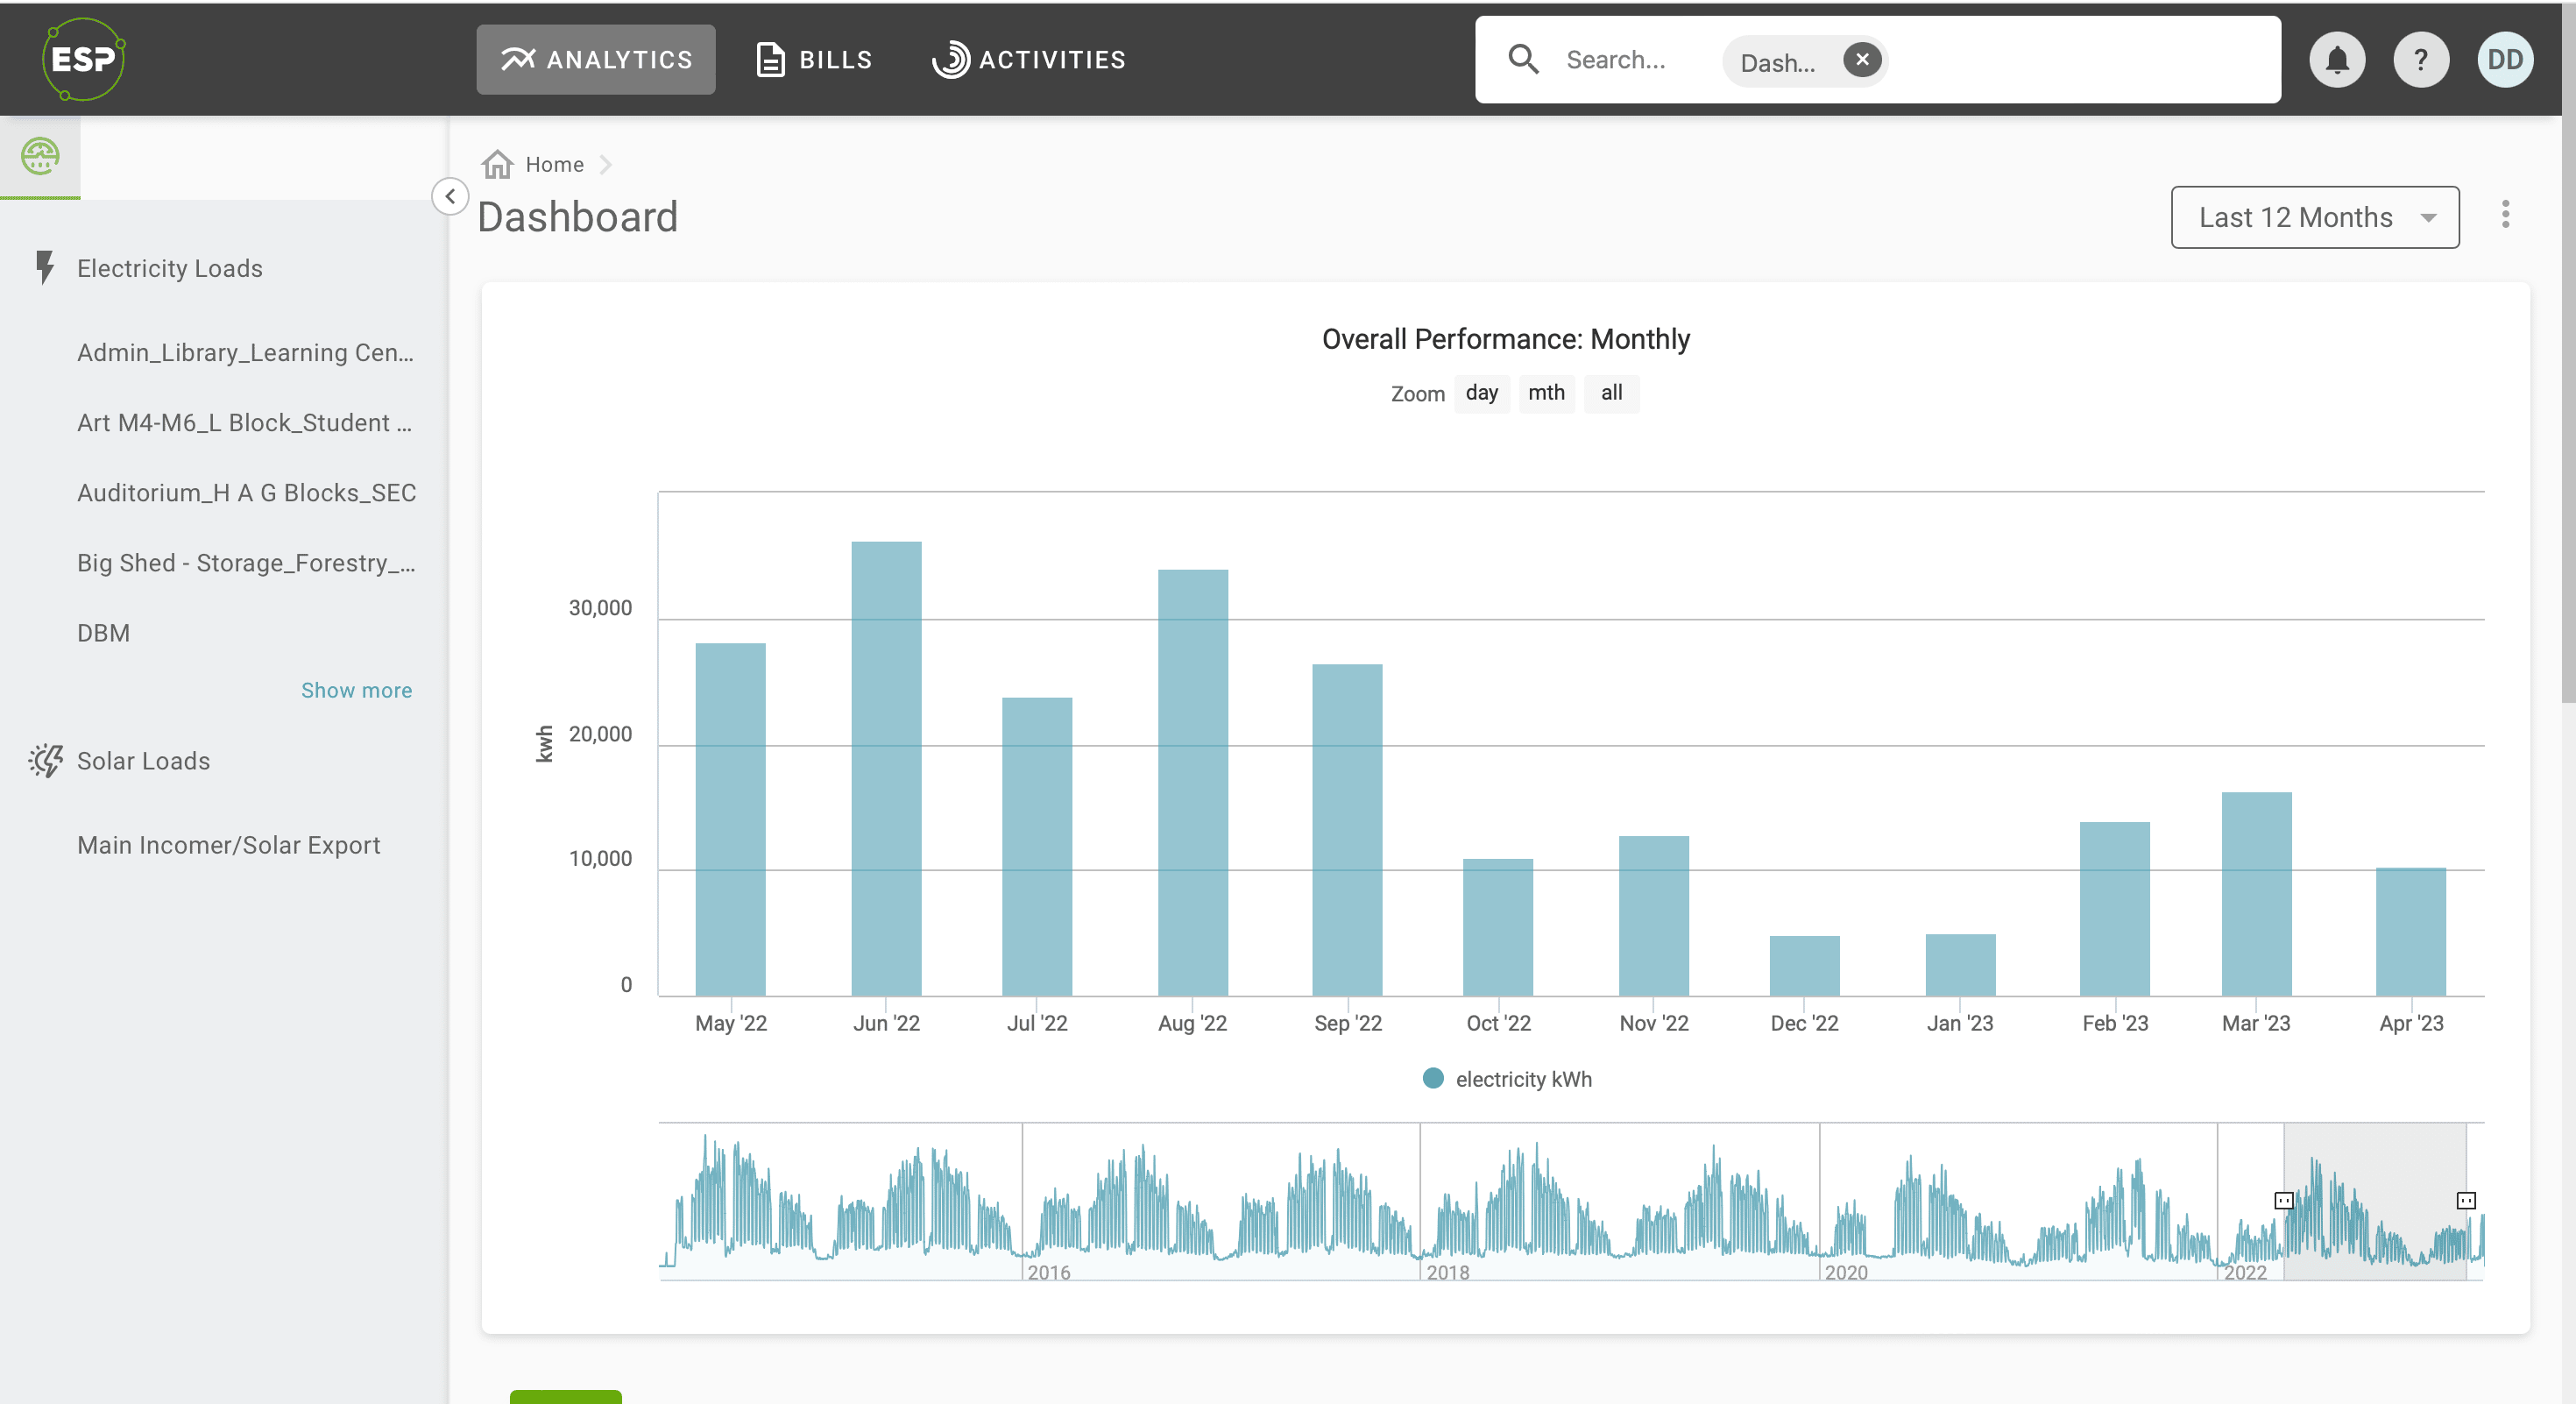 ESP
ANALYTICS
BILLS
ACTIVITIES
Search...
Dash...
?
DD
Home
Dashboard
Last 12 Months
Electricity Loads
Admin_Library_Learning Cen...
Art M4-M6_L Block_Student ...
Auditorium_H A G Blocks_SEC
Big Shed - Storage_Forestry_...
DBM
Show more
Solar Loads
Main Incomer/Solar Export
Overall Performance: Monthly
Zoom day mth all
kwh
30,000
20,000
10,000
0
May '22 Jun '22 Jul '22 Aug '22 Sep '22 Oct '22 Nov '22 Dec '22 Jan '23 Feb '23 Mar '23 Apr '23
electricity kWh
2016 2018 2020 2022